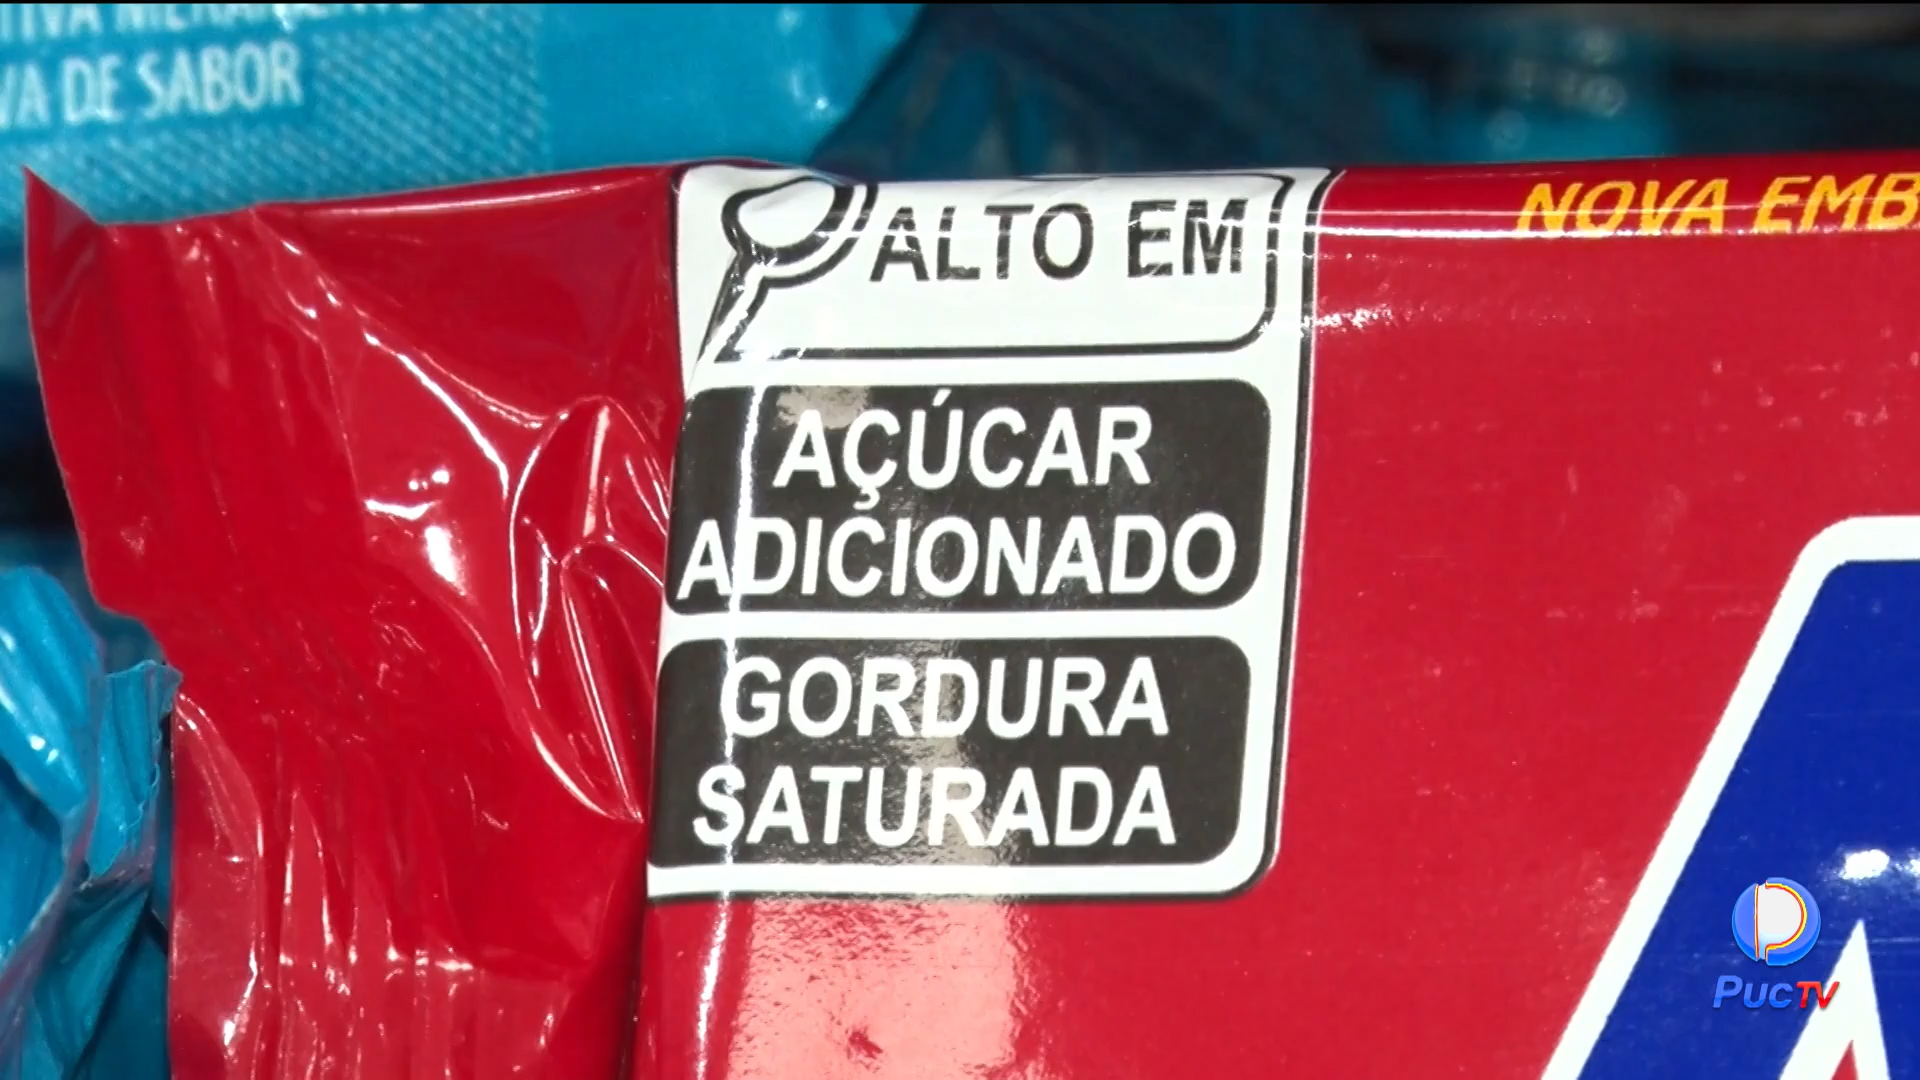 VA DE SABOR
ALTO EM
NOVA EMB
AÇÚCAR
ADICIONADO
GORDURA
SATURADA
PUCTV